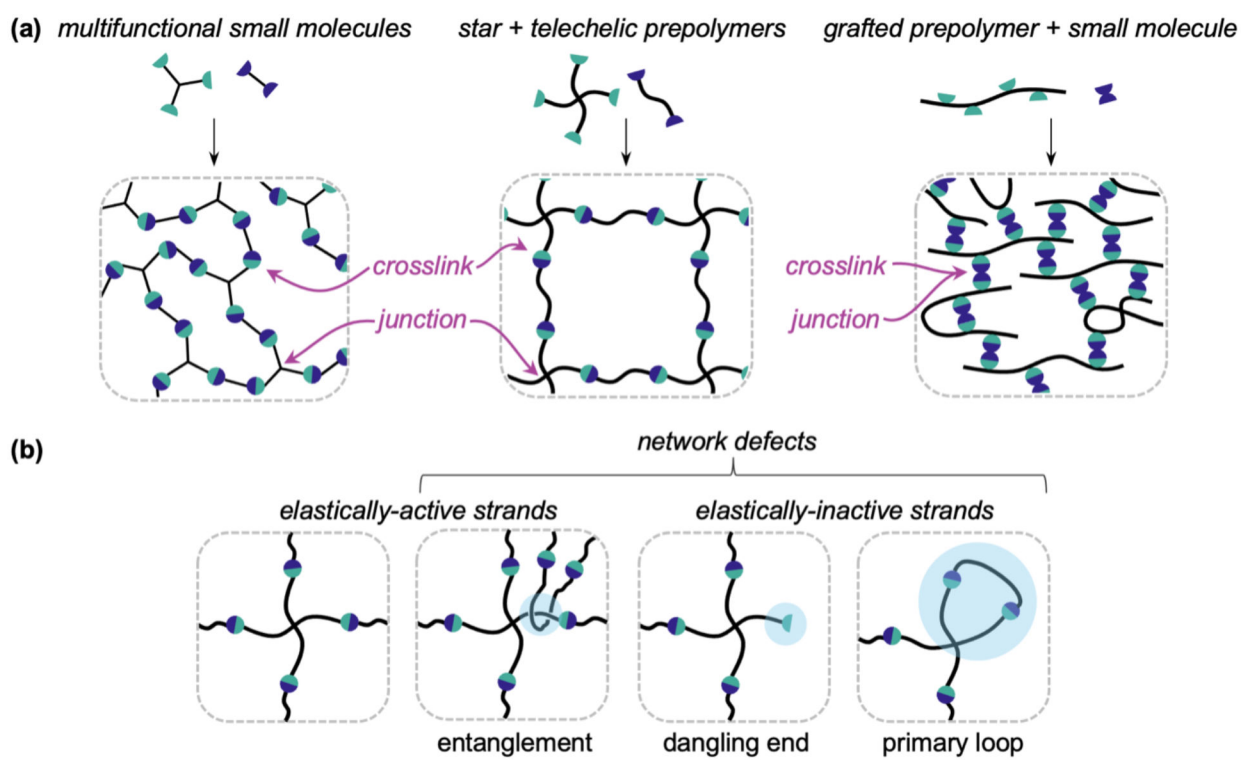 (a) multifunctional small molecules star + telechelic prepolymers grafted prepolymer + small molecule
crosslink crosslink
junction junction
(b) network defects
elastically-active strands elastically-inactive strands
entanglement dangling end primary loop